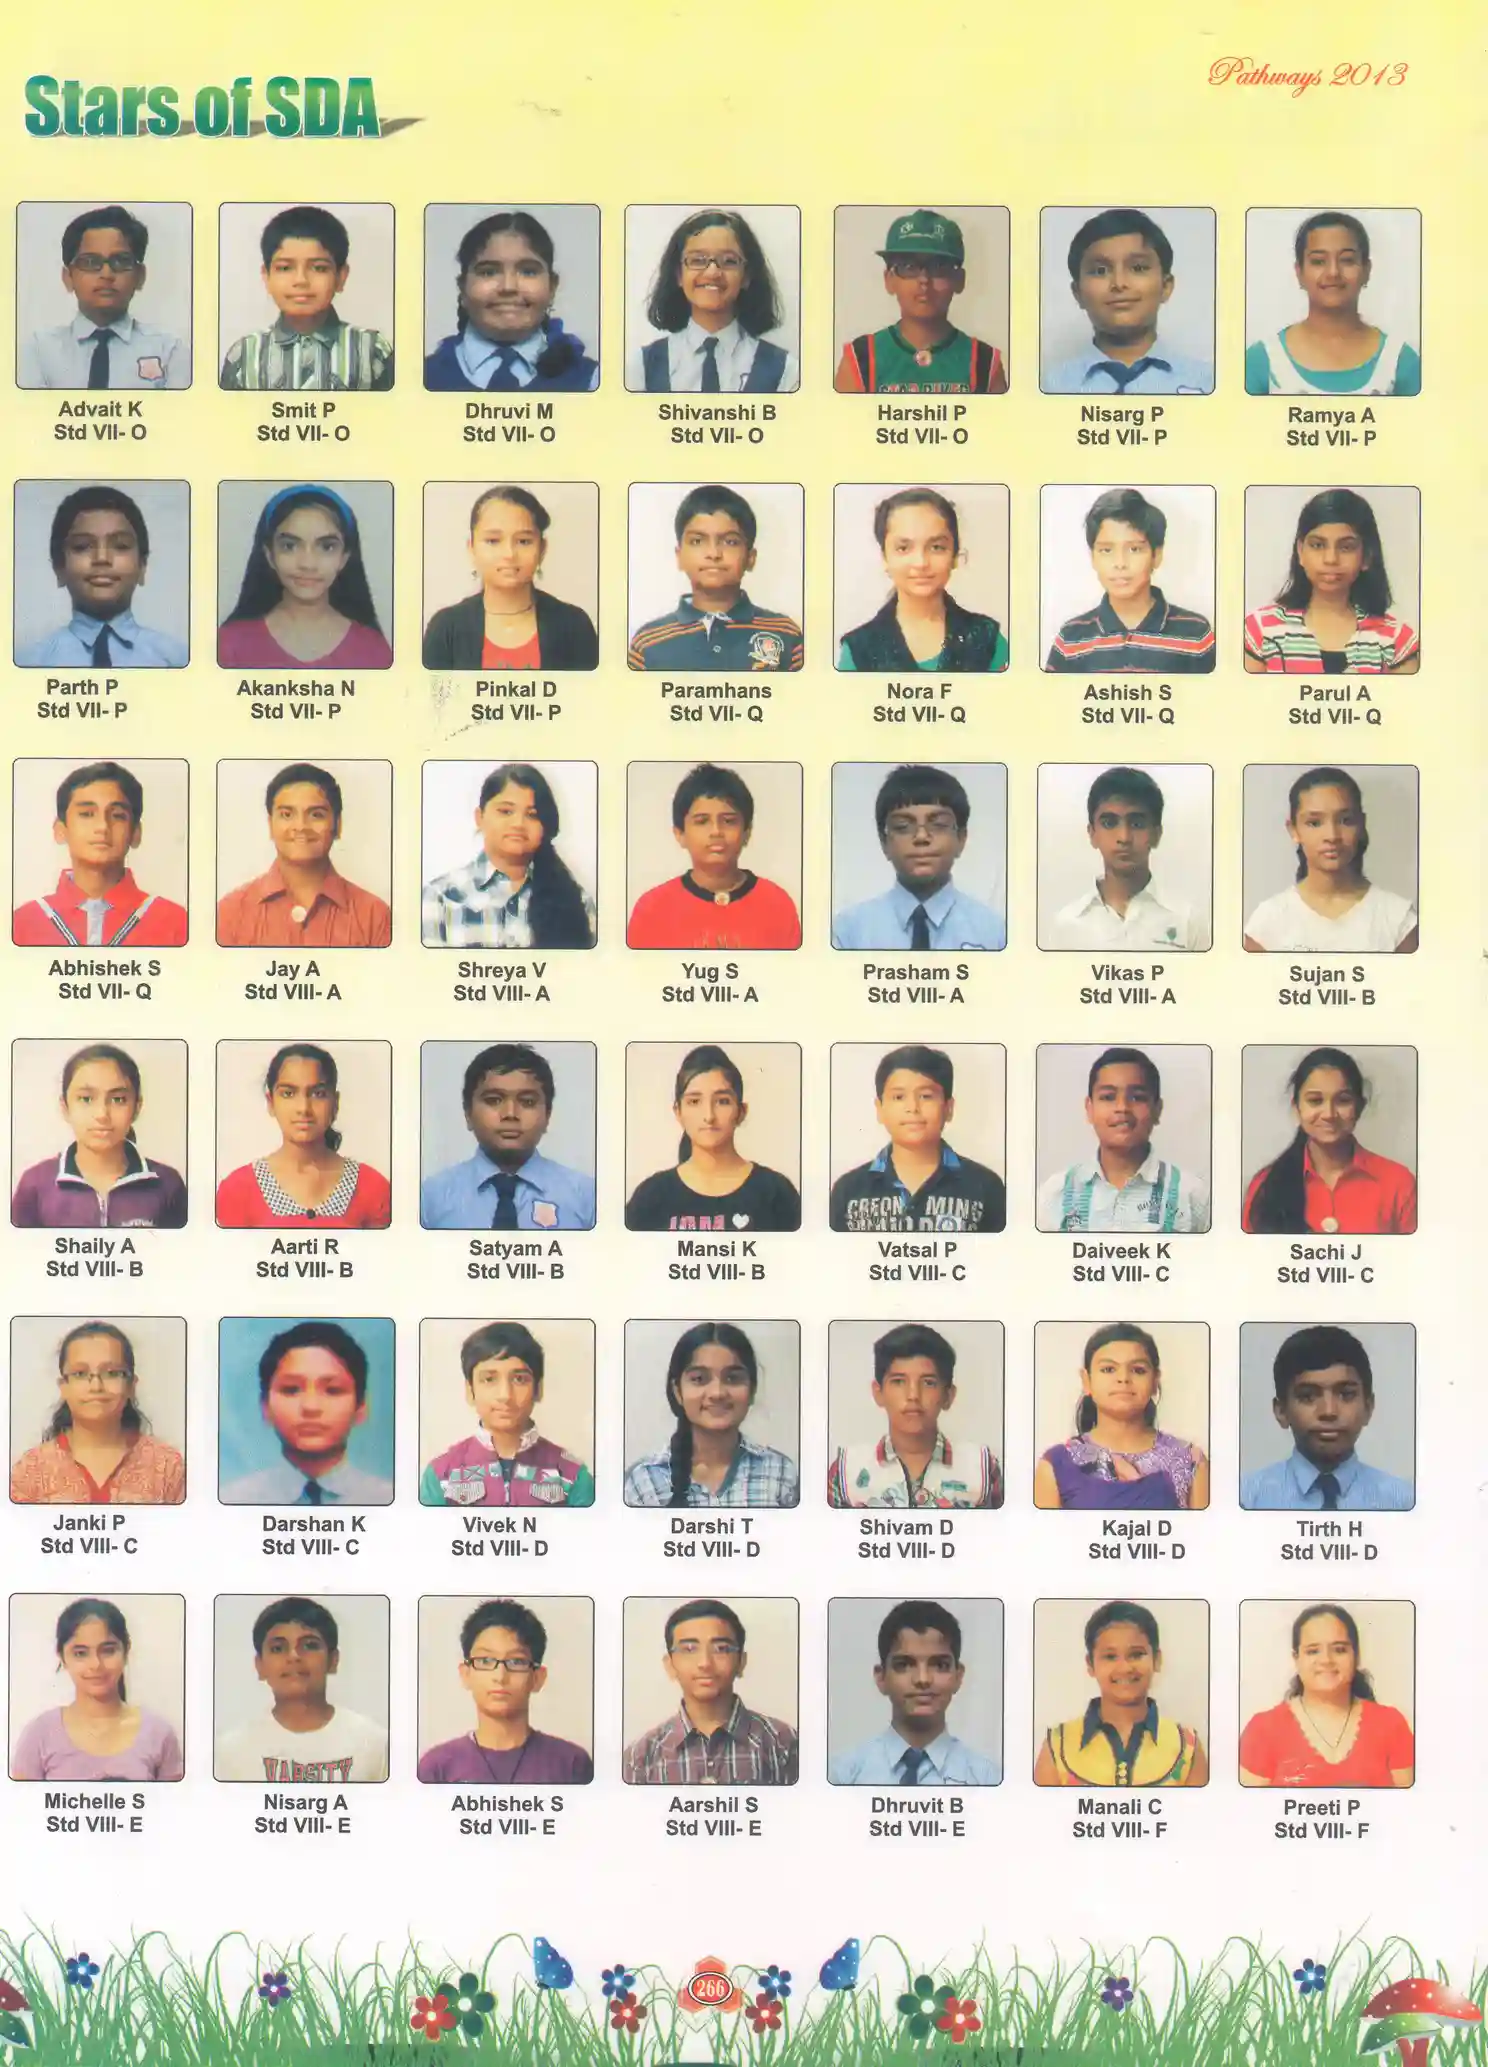 Pathways 2013
Stars of SDA
Advait K
Std VII- O
Smit P
Std VII- O
Dhruvi M
Std VII- O
Shivanshi B
Std VII- O
Harshil P
Std VII- O
Nisarg P
Std VII- P
Ramya A
Std VII- P
Parth P
Std VII- P
Akanksha N
Std VII- P
Pinkal D
Std VII- P
Paramhans
Std VII- Q
Nora F
Std VII- Q
Ashish S
Std VII- Q
Parul A
Std VII- Q
Abhishek S
Std VII- Q
Jay A
Std VIII- A
Shreya V
Std VIII- A
Yug S
Std VIII- A
Prasham S
Std VIII- A
Vikas P
Std VIII- A
Sujan S
Std VIII- B
Shaily A
Std VIII- B
Aarti R
Std VIII- B
Satyam A
Std VIII- B
Mansi K
Std VIII- B
Vatsal P
Std VIII- C
Daiveek K
Std VIII- C
Sachi J
Std VIII- C
Janki P
Std VIII- C
Darshan K
Std VIII- C
Vivek N
Std VIII- D
Darshi T
Std VIII- D
Shivam D
Std VIII- D
Kajal D
Std VIII- D
Tirth H
Std VIII- D
VARSITY
Michelle S
Std VIII- E
Nisarg A
Std VIII- E
Abhishek S
Std VIII- E
Aarshil S
Std VIII- E
Dhruvit B
Std VIII- E
Manali C
Std VIII- F
Preeti P
Std VIII- F
266